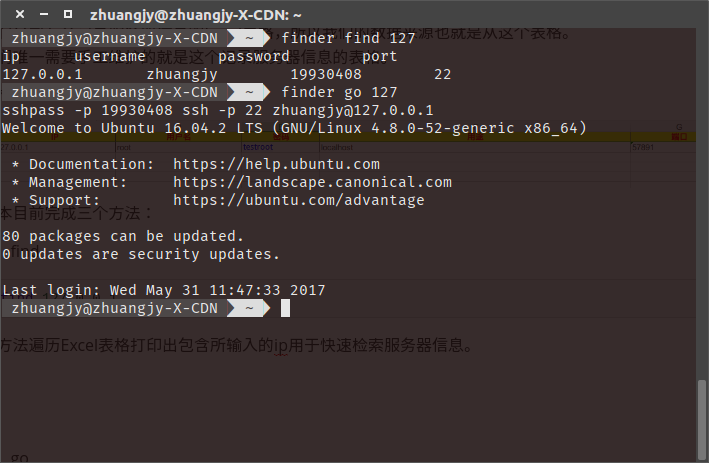 zhuangjy@zhuangjy-X-CDN: ~
zhuangjy@zhuangjy-X-CDN ~ finder find 127
ip username password port
127.0.0.1 zhuangjy 19930408 22
zhuangjy@zhuangjy-X-CDN ~ finder go 127
sshpass -p 19930408 ssh -p 22 zhuangjy@127.0.0.1
Welcome to Ubuntu 16.04.2 LTS (GNU/Linux 4.8.0-52-generic x86_64)
* Documentation: https://help.ubuntu.com
* Management: https://landscape.canonical.com
* Support: https://ubuntu.com/advantage
本目前完成三个方法：
80 packages can be updated.
0 updates are security updates.
Last login: Wed May 31 11:47:33 2017
zhuangjy@zhuangjy-X-CDN ~
方法遍历Excel表格打印出包含所输入的ip用于快速检索服务器信息。
go